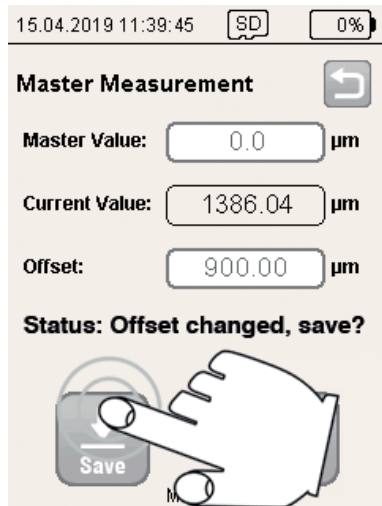 15.04.2019 11:39:45 SD 0%
Master Measurement
Master Value: 0.0 µm
Current Value: 1386.04 µm
Offset: 900.00 µm
Status: Offset changed, save?
Save